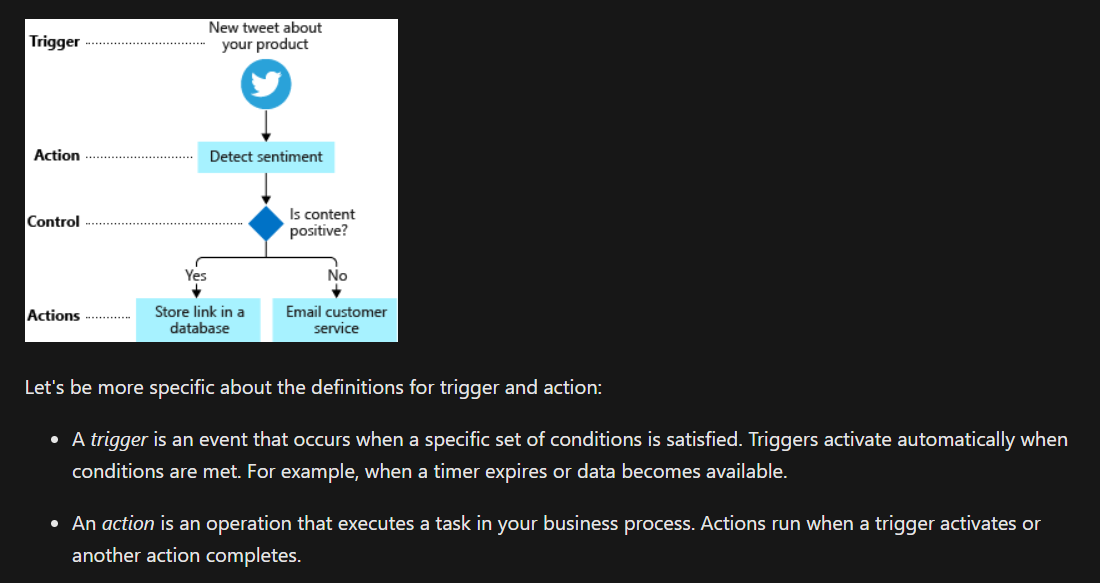 New tweet about
Trigger your product
Action Detect sentiment
Is content
Control positive?
Yes No
Actions Store link in a Email customer
database service
Let's be more specific about the definitions for trigger and action:
• A trigger is an event that occurs when a specific set of conditions is satisfied. Triggers activate automatically when
conditions are met. For example, when a timer expires or data becomes available.
• An action is an operation that executes a task in your business process. Actions run when a trigger activates or
another action completes.